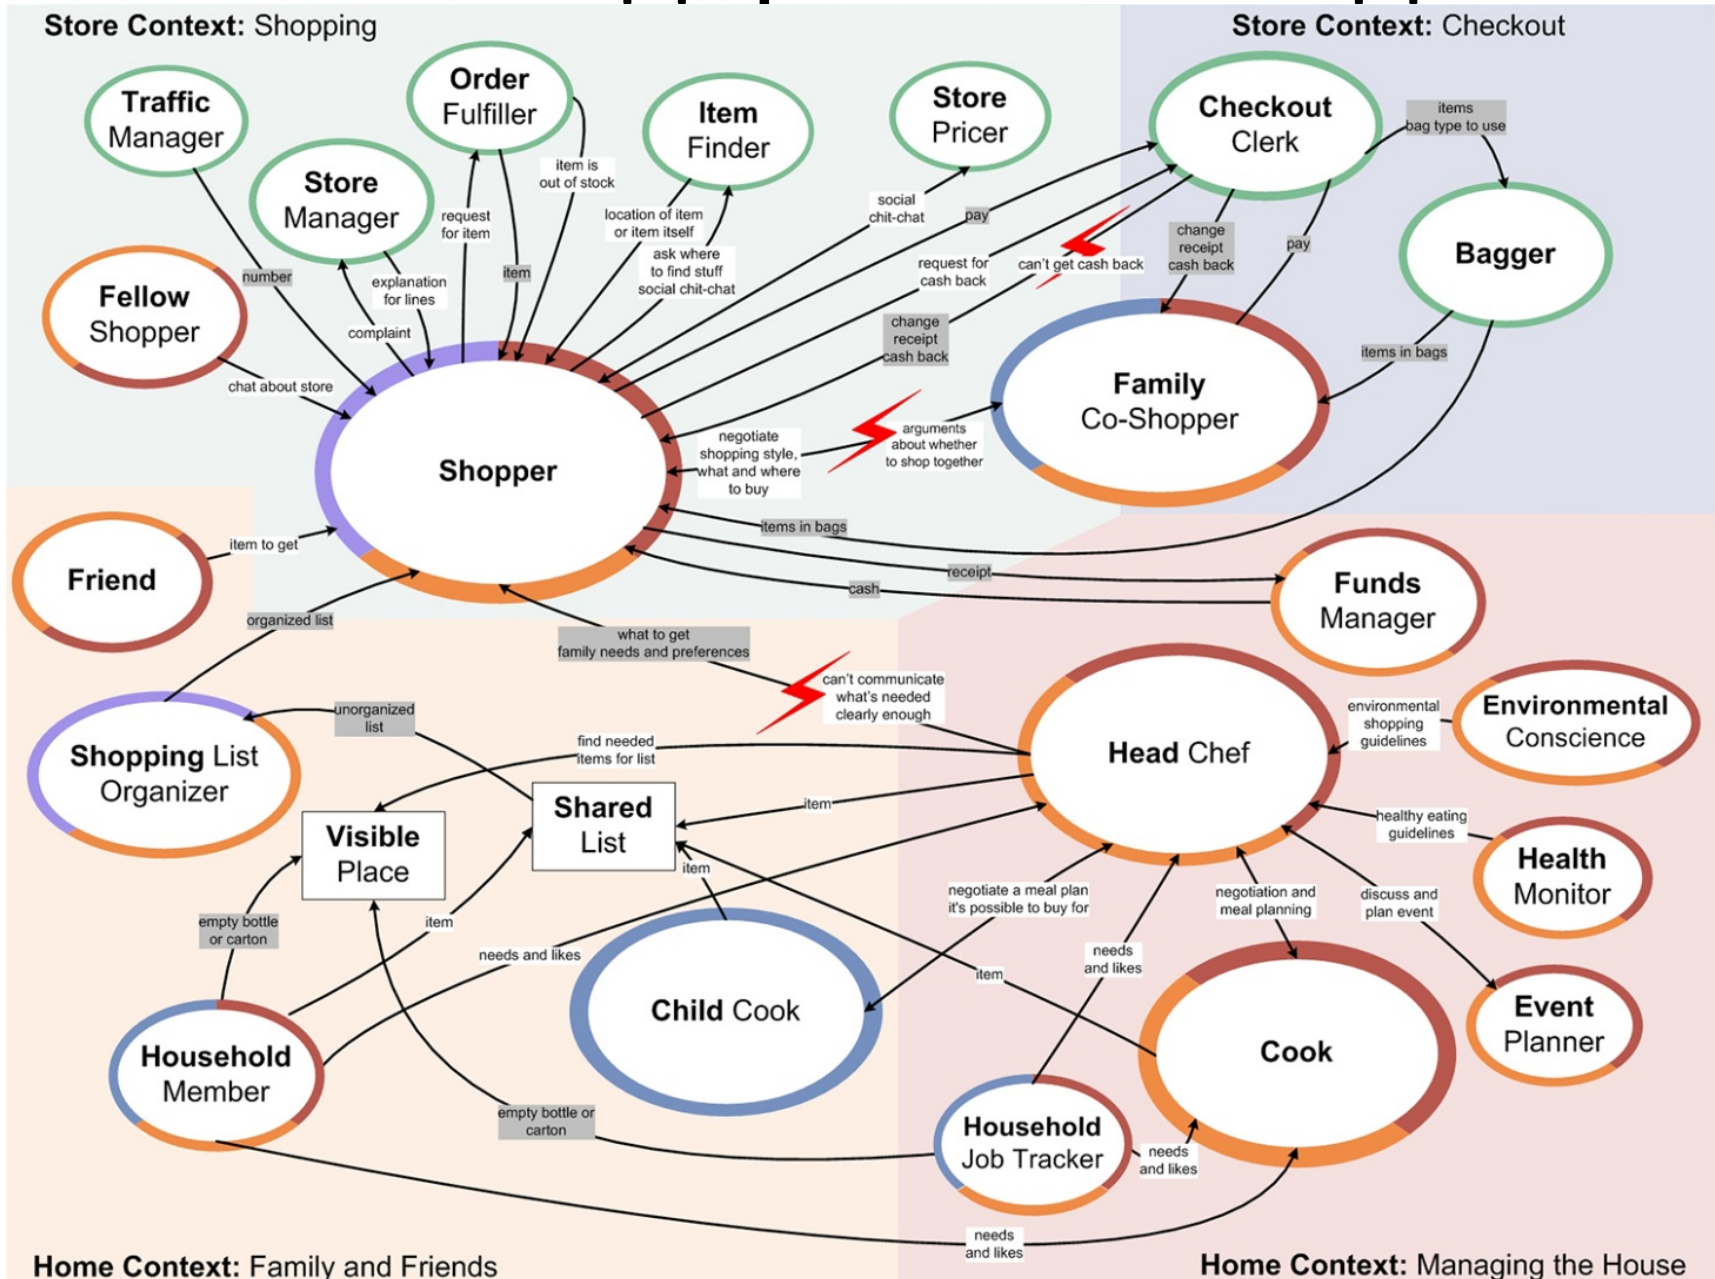 Store Context: Shopping
Store Context: Checkout
Traffic
Manager
Order
Fulfiller
Item
Finder
Store
Pricer
Checkout
Clerk
items
bag type to use
Store
Manager
item is
out of stock
request
for item
location of item
or item itself
social
chit-chat
pay
change
receipt
cash back
pay
Bagger
Fellow
Shopper
number
explanation
for lines
item
ask where
to find stuff
social chit-chat
request for
cash back
can't get cash back
complaint
change
receipt
cash back
items in bags
chat about store
Family
Co-Shopper
Shopper
negotiate
shopping style,
what and where
to buy
arguments
about whether
to shop together
items in bags
Friend
item to get
receipt
cash
Funds
Manager
organized list
what to get
family needs and preferences
can't communicate
what's needed
clearly enough
unorganized
list
find needed
items for list
Shopping List
Organizer
Head Chef
environmental
shopping
guidelines
Environmental
Conscience
Visible
Place
Shared
List
item
healthy eating
guidelines
Health
Monitor
item
negotiate a meal plan
it's possible to buy for
negotiation and
meal planning
discuss and
plan event
empty bottle
or carton
item
needs and likes
needs
and likes
item
Child Cook
Event
Planner
Household
Member
Cook
empty bottle or
carton
Household
Job Tracker
needs
and likes
needs
and likes
Home Context: Family and Friends
Home Context: Managing the House